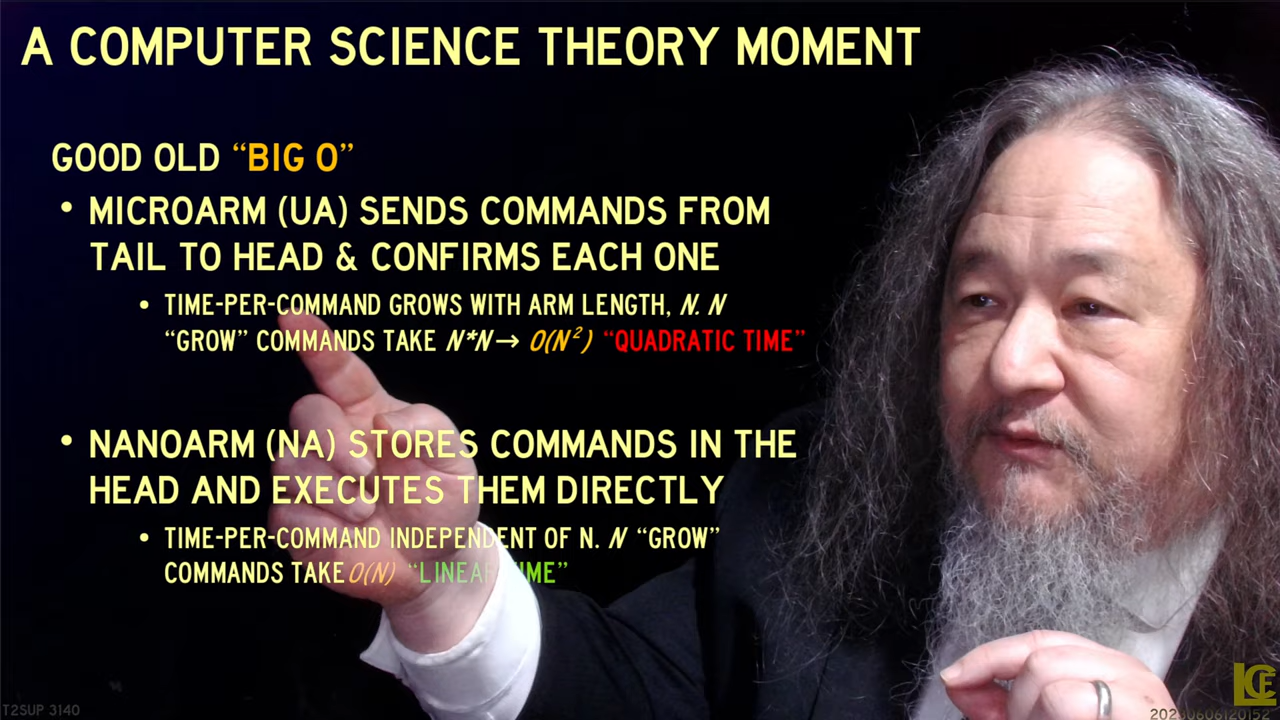 A COMPUTER SCIENCE THEORY MOMENT
GOOD OLD “BIG O”
• MICROARM (UA) SENDS COMMANDS FROM
TAIL TO HEAD & CONFIRMS EACH ONE
• TIME-PER-COMMAND GROWS WITH ARM LENGTH, N. N
“GROW” COMMANDS TAKE N*N→ O(N²) “QUADRATIC TIME”
• NANOARM (NA) STORES COMMANDS IN THE
HEAD AND EXECUTES THEM DIRECTLY
• TIME-PER-COMMAND INDEPENDENT OF N. N “GROW”
COMMANDS TAKE O(N) “LINEAR TIME”
T2SUP 3140